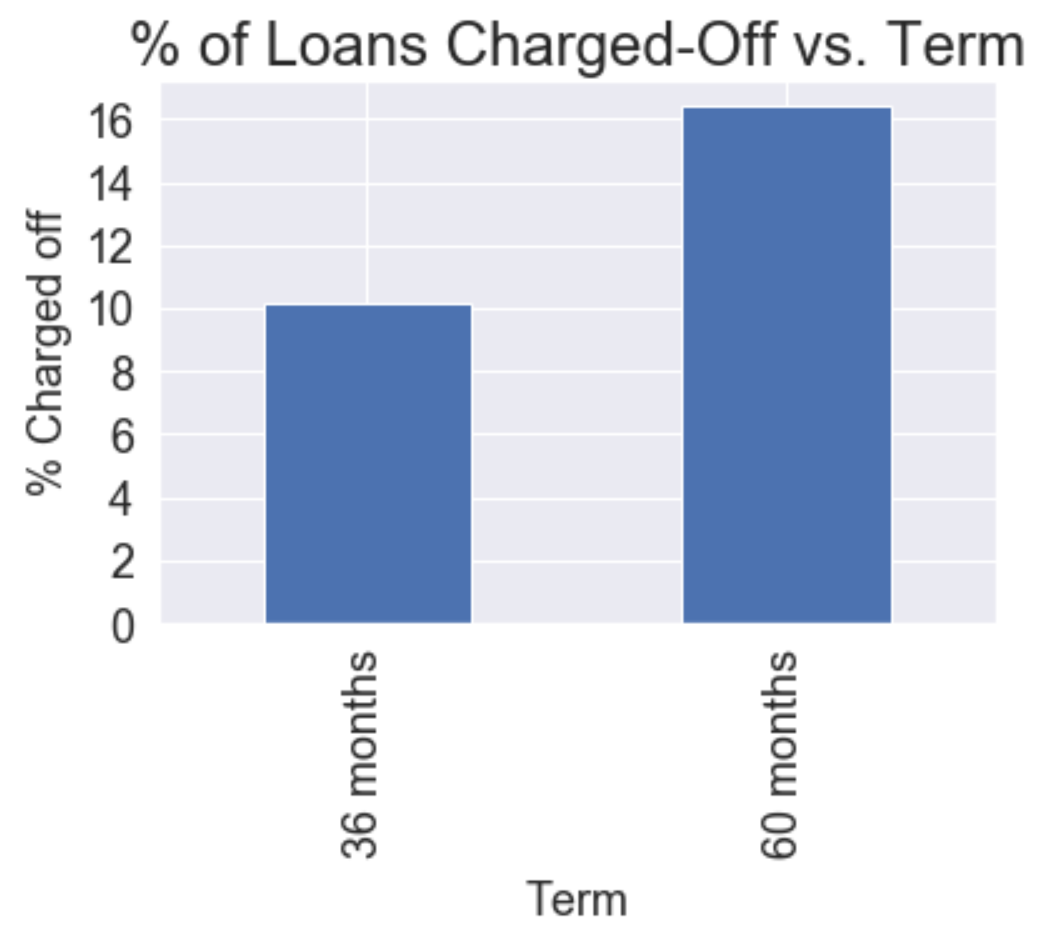 % of Loans Charged-Off vs. Term
% Charged off
16
14
12
10
8
6
4
2
0
36 months
60 months
Term